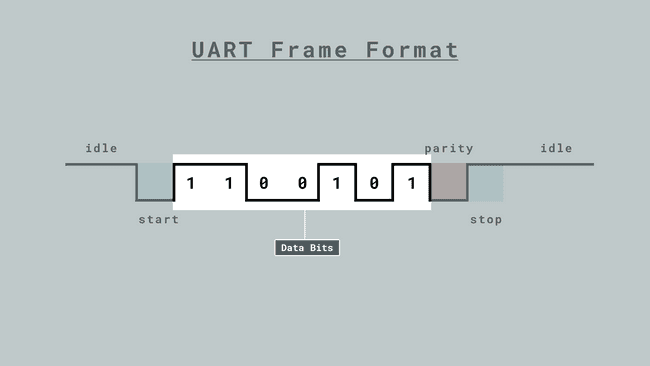 UART Frame Format
idle parity idle
1 1 0 0 1 0 1
start stop
Data Bits